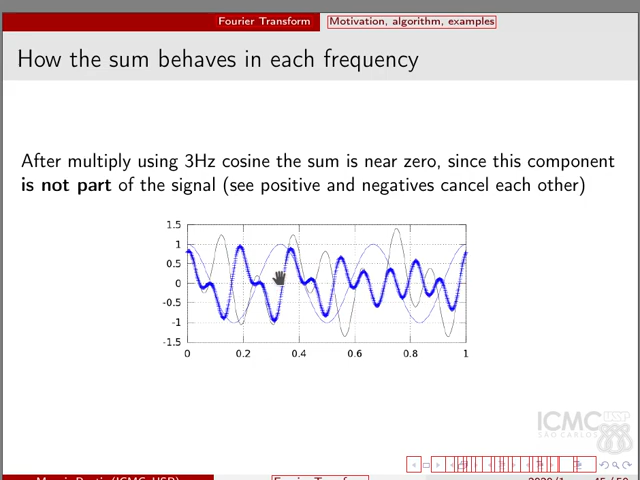 Fourier Transform
Motivation, algorithm, examples
How the sum behaves in each frequency
After multiply using 3Hz cosine the sum is near zero, since this component
is not part of the signal (see positive and negatives cancel each other)
1.5
1
0.5
0
-0.5
-1
-1.5
0 0.2 0.4 0.6 0.8 1
ICMC USP
SÃO CARLOS